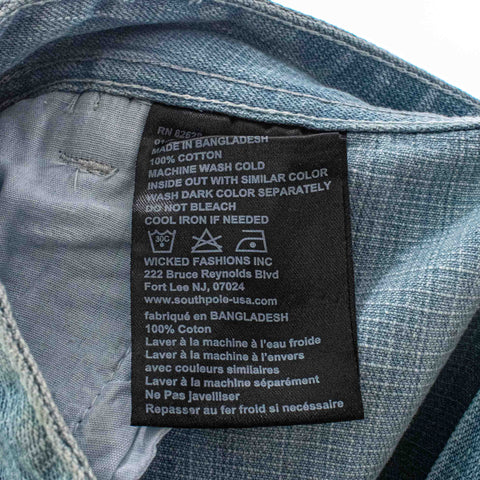 MADE IN BANGLADESH
100% COTTON
MACHINE WASH COLD
INSIDE OUT WITH SIMILAR COLOR
WASH DARK COLOR SEPARATELY
DO NOT BLEACH
COOL IRON IF NEEDED
30C
WICKED FASHIONS INC
222 Bruce Reynolds Blvd
Fort Lee NJ, 07024
www.southpole-usa.com
fabriqué en BANGLADESH
100% Coton
Laver à la machine à l'eau froide
Laver à la machine à l'envers
avec couleurs similaires
Laver à la machine séparément
Ne pas javelliser
Repasser au fer froid si nécessaire